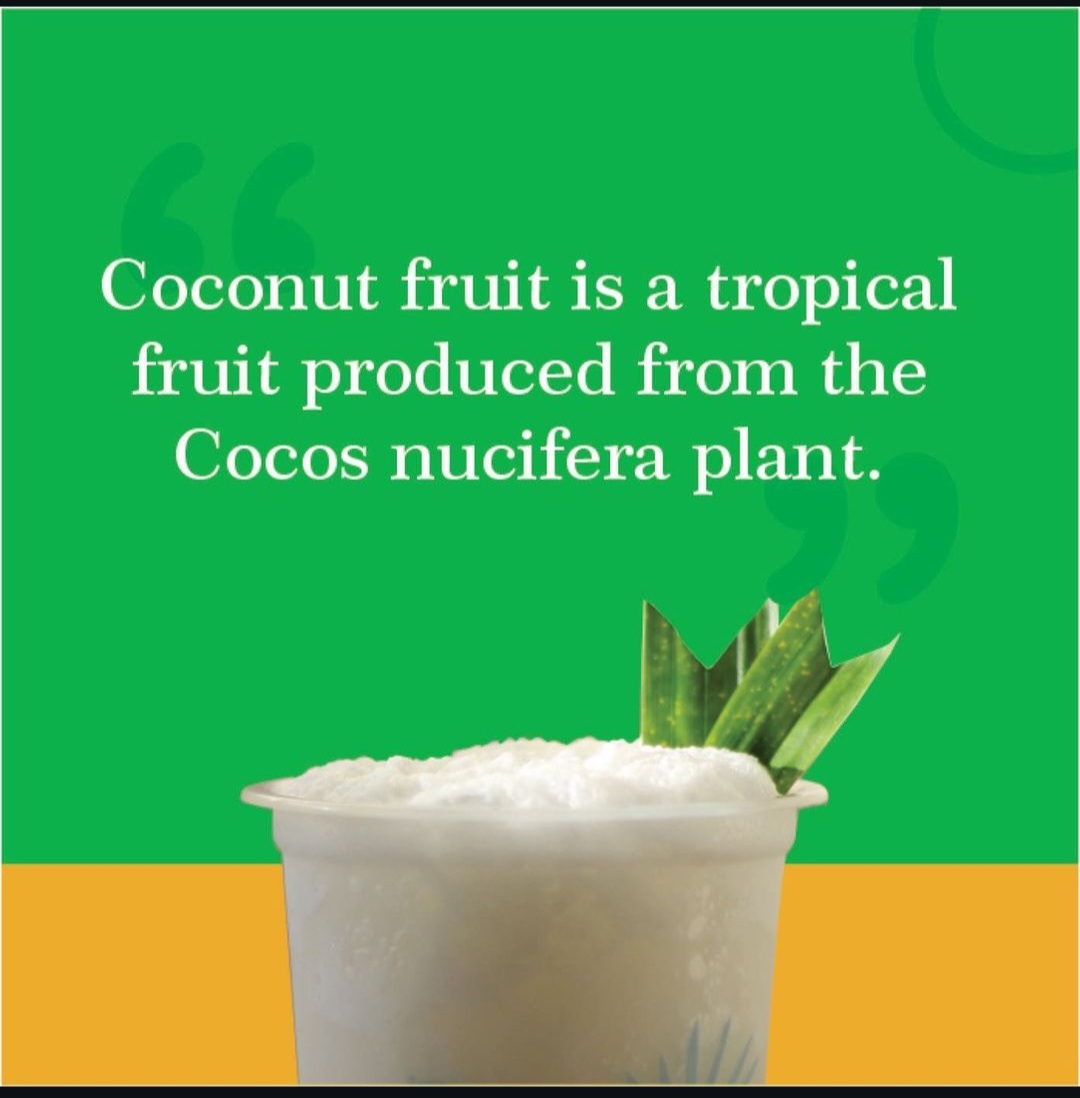 Coconut fruit is a tropical
fruit produced from the
Cocos nucifera plant.